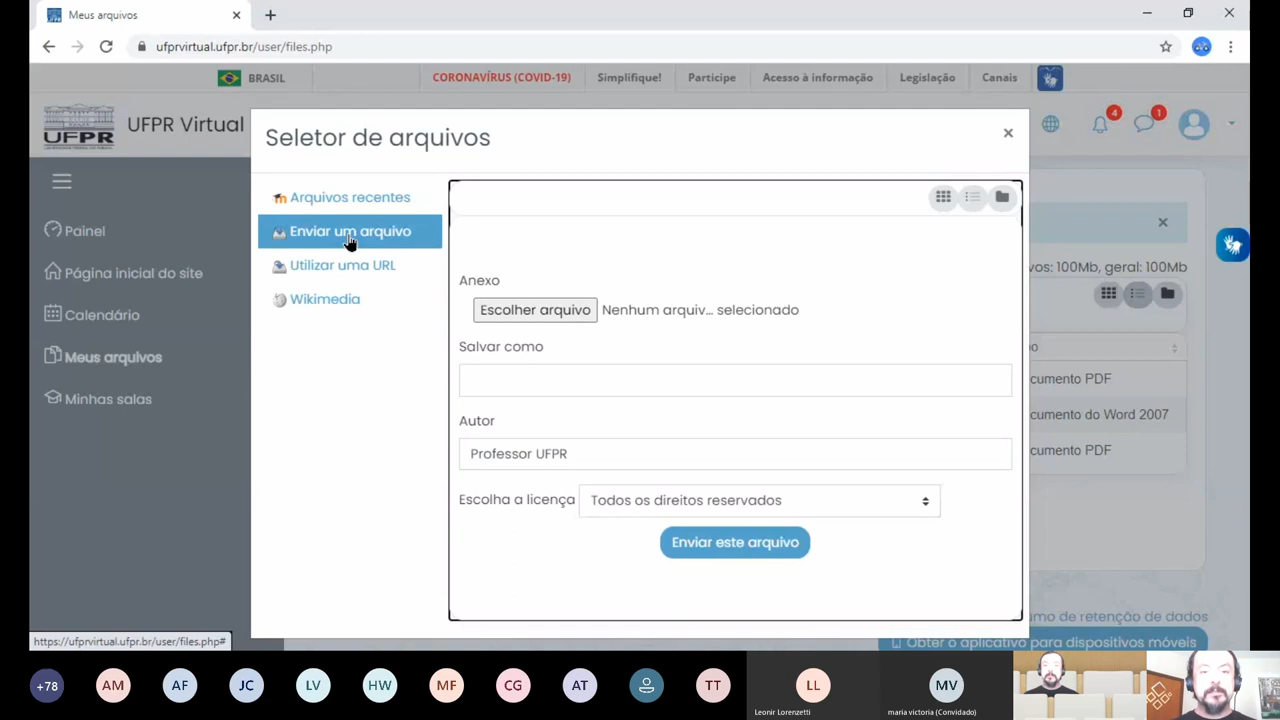 Meus arquivos
ufprvirtual.ufpr.br/user/files.php
BRASIL
CORONAVÍRUS (COVID-19)
Simplifique!
Participe
Acesso à informação
Legislação
Canais
UFPR
UFPR Virtual
4
1
Seletor de arquivos
Painel
Página inicial do site
Calendário
Meus arquivos
Minhas salas
Arquivos recentes
Enviar um arquivo
Utilizar uma URL
Wikimedia
Anexo
Escolher arquivo Nenhum arquiv... selecionado
Salvar como
Autor
Professor UFPR
Escolha a licença Todos os direitos reservados
Enviar este arquivo
vos: 100Mb, geral: 100Mb
o
cumento PDF
cumento do Word 2007
cumento PDF
umo de retenção de dados
Obter o aplicativo para dispositivos móveis
https://ufprvirtual.ufpr.br/user/files.php#
+78
AM
AF
JC
LV
HW
MF
CG
AT
TT
LL
Leonir Lorenzetti
MV
maria victoria (Convidado)